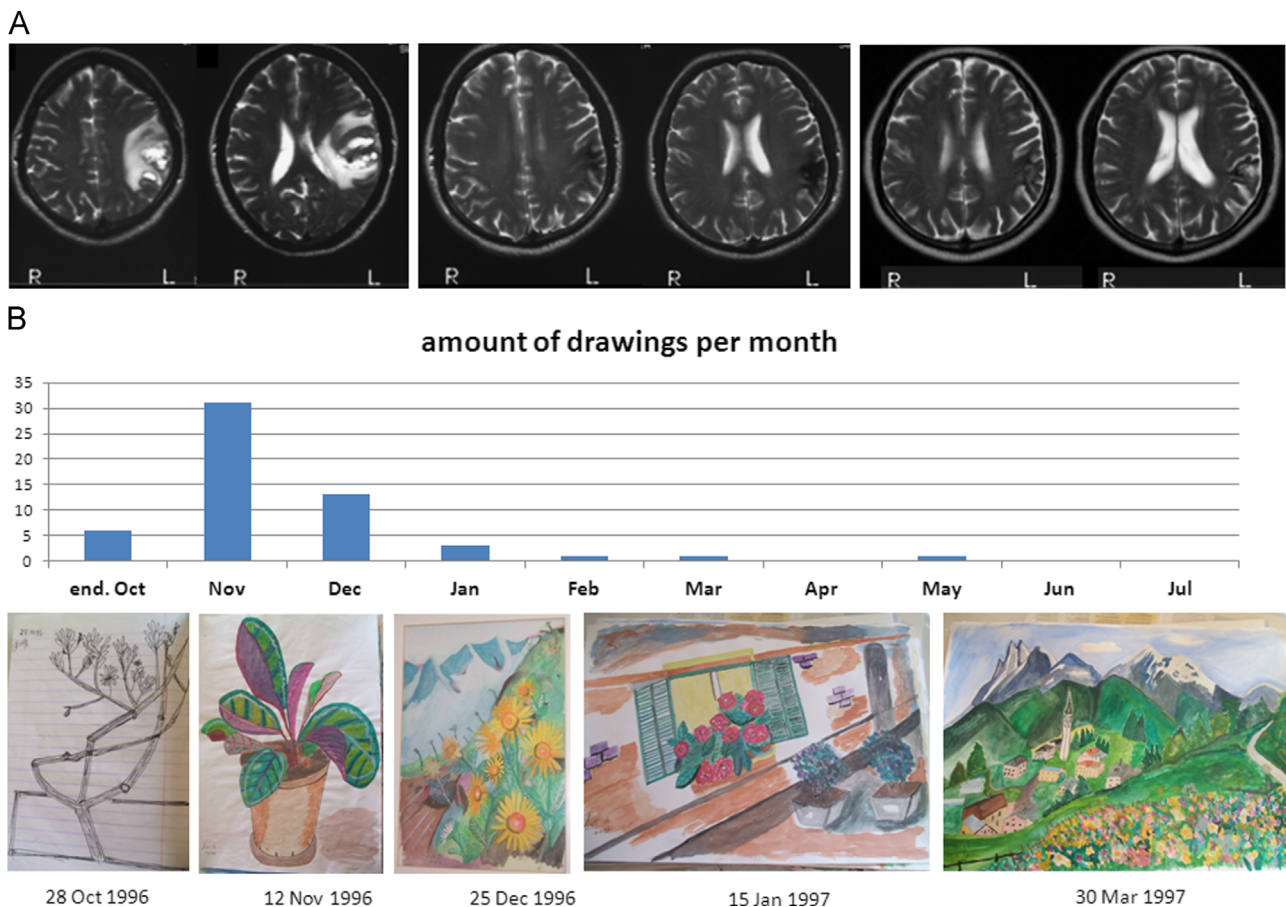 A
R L R L R L R L R L R L
B
amount of drawings per month
35
30
25
20
15
10
5
0
end. Oct Nov Dec Jan Feb Mar Apr May Jun Jul
28 Oct 1996 12 Nov 1996 25 Dec 1996 15 Jan 1997 30 Mar 1997